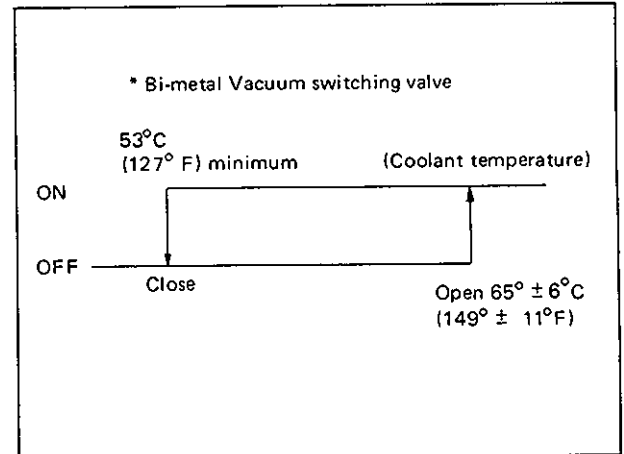 * Bi-metal Vacuum switching valve
53°C
(127° F) minimum
(Coolant temperature)
ON
OFF
Close
Open 65° ± 6°C
(149° ± 11°F)